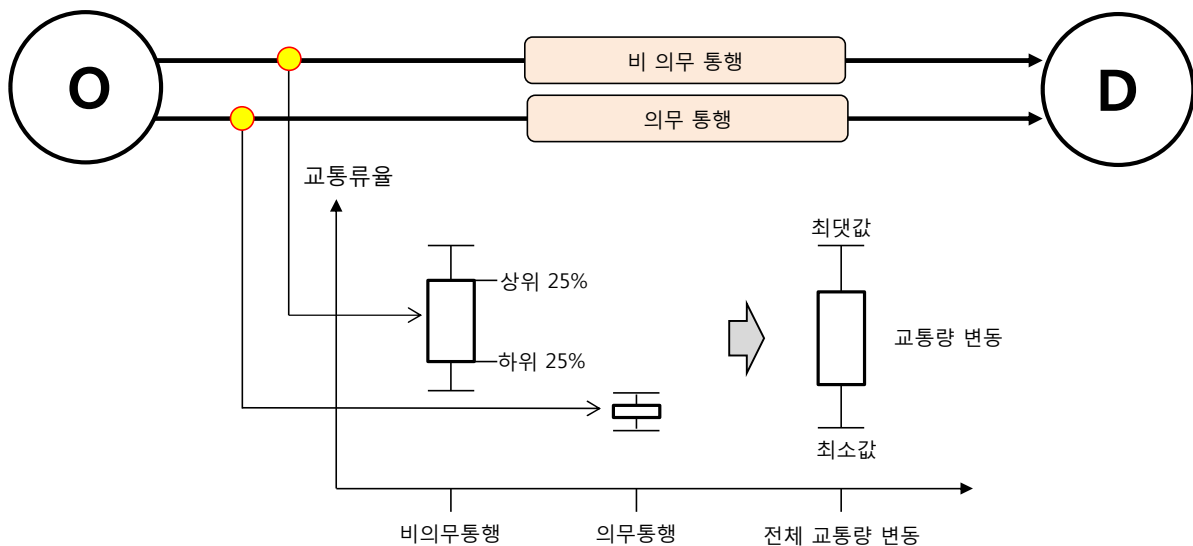 O
비 의무 통행
의무 통행
D
교통류율
상위 25%
하위 25%
최댓값
교통량 변동
최소값
비의무통행
의무통행
전체 교통량 변동